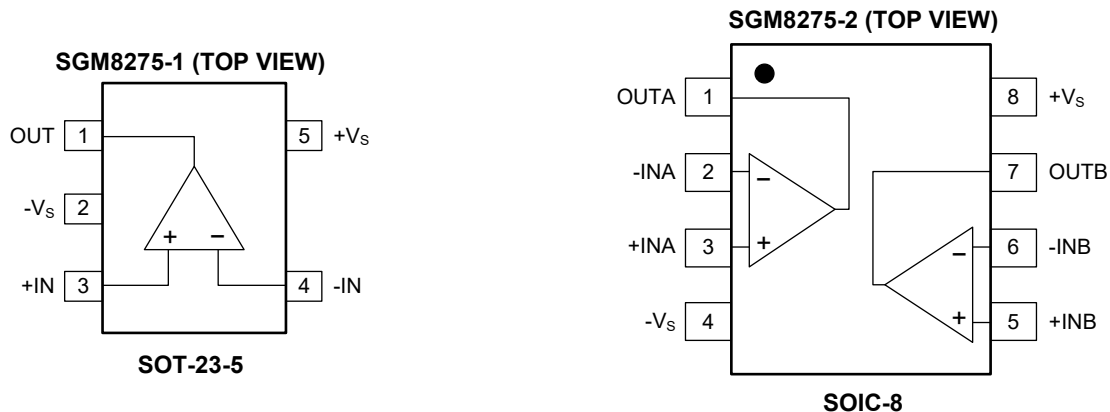 SGM8275-1 (TOP VIEW)
OUT 1
5 +VS
-VS 2
+ −
+IN 3
4 -IN
SOT-23-5
SGM8275-2 (TOP VIEW)
OUTA 1
8 +VS
-INA 2
−
7 OUTB
+INA 3
+
−
6 -INB
-VS 4
+
5 +INB
SOIC-8